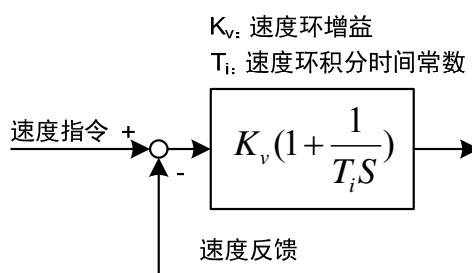 Kv: 速度环增益
Ti: 速度环积分时间常数
速度指令 +
Kv(1+1/TiS)
-
速度反馈